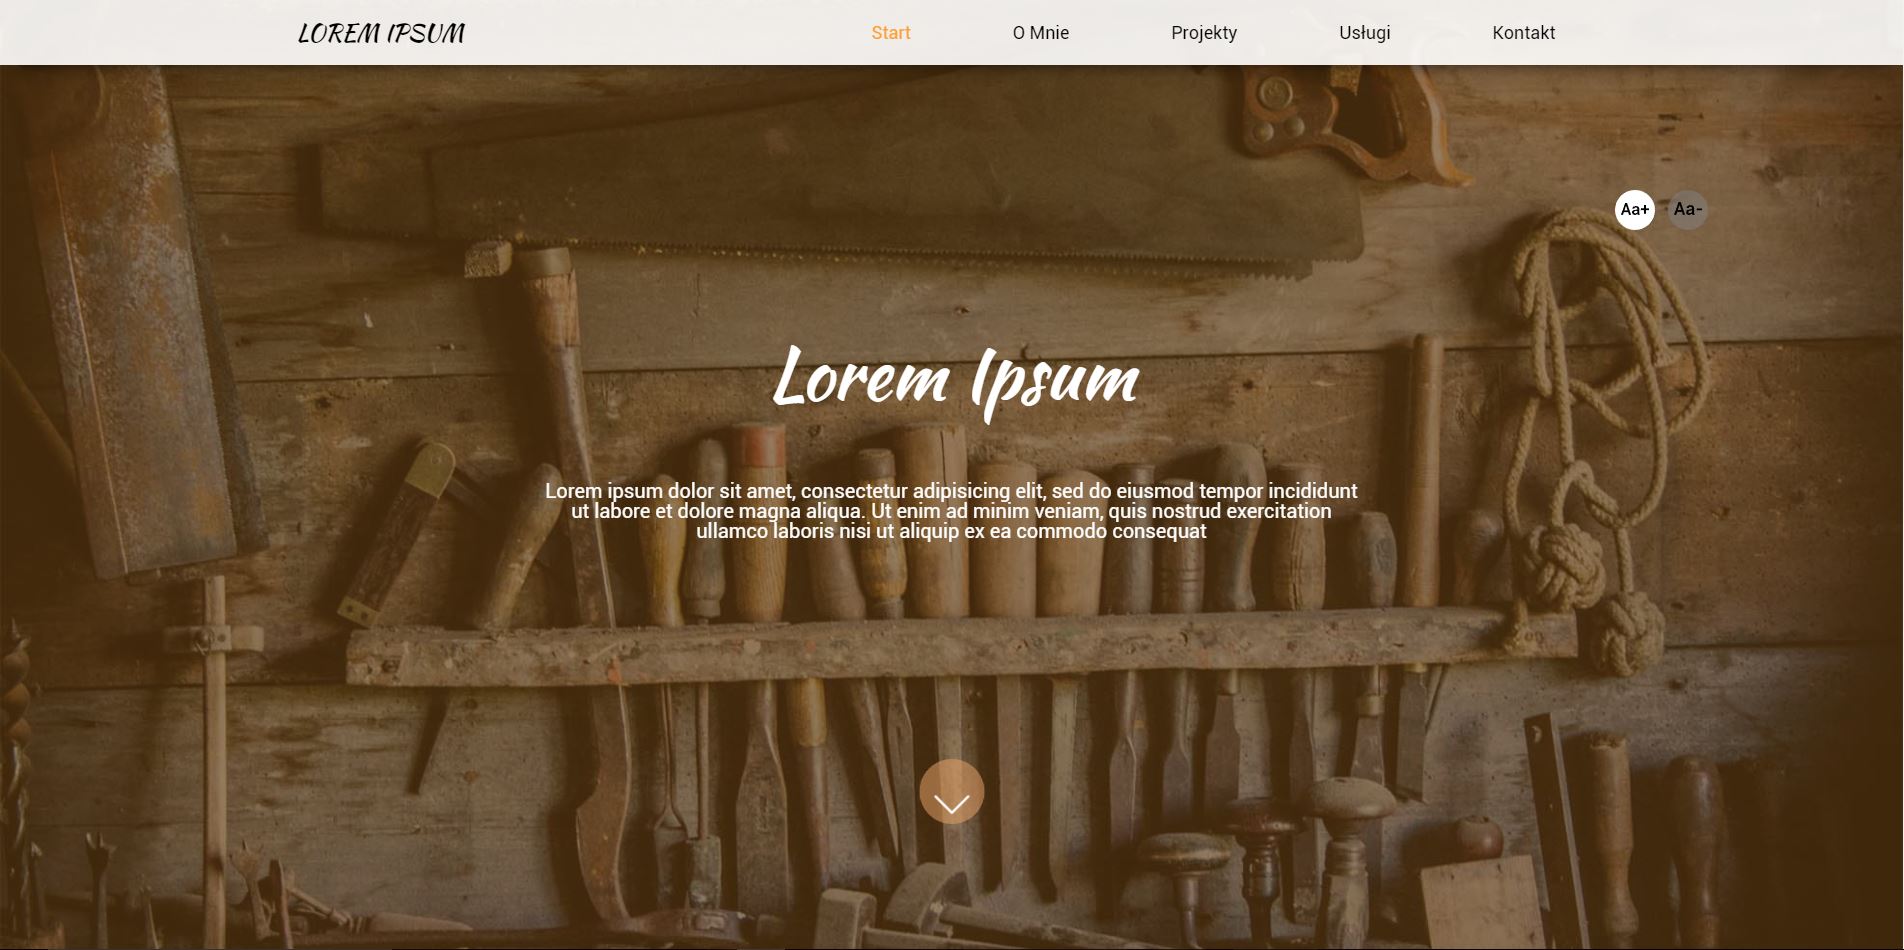 LOREM IPSUM
Start
O Mnie
Projekty
Usługi
Kontakt
Aa+
Aa-
Lorem Ipsum
Lorem ipsum dolor sit amet, consectetur adipisicing elit, sed do eiusmod tempor incididunt
ut labore et dolore magna aliqua. Ut enim ad minim veniam, quis nostrud exercitation
ullamco laboris nisi ut aliquip ex ea commodo consequat